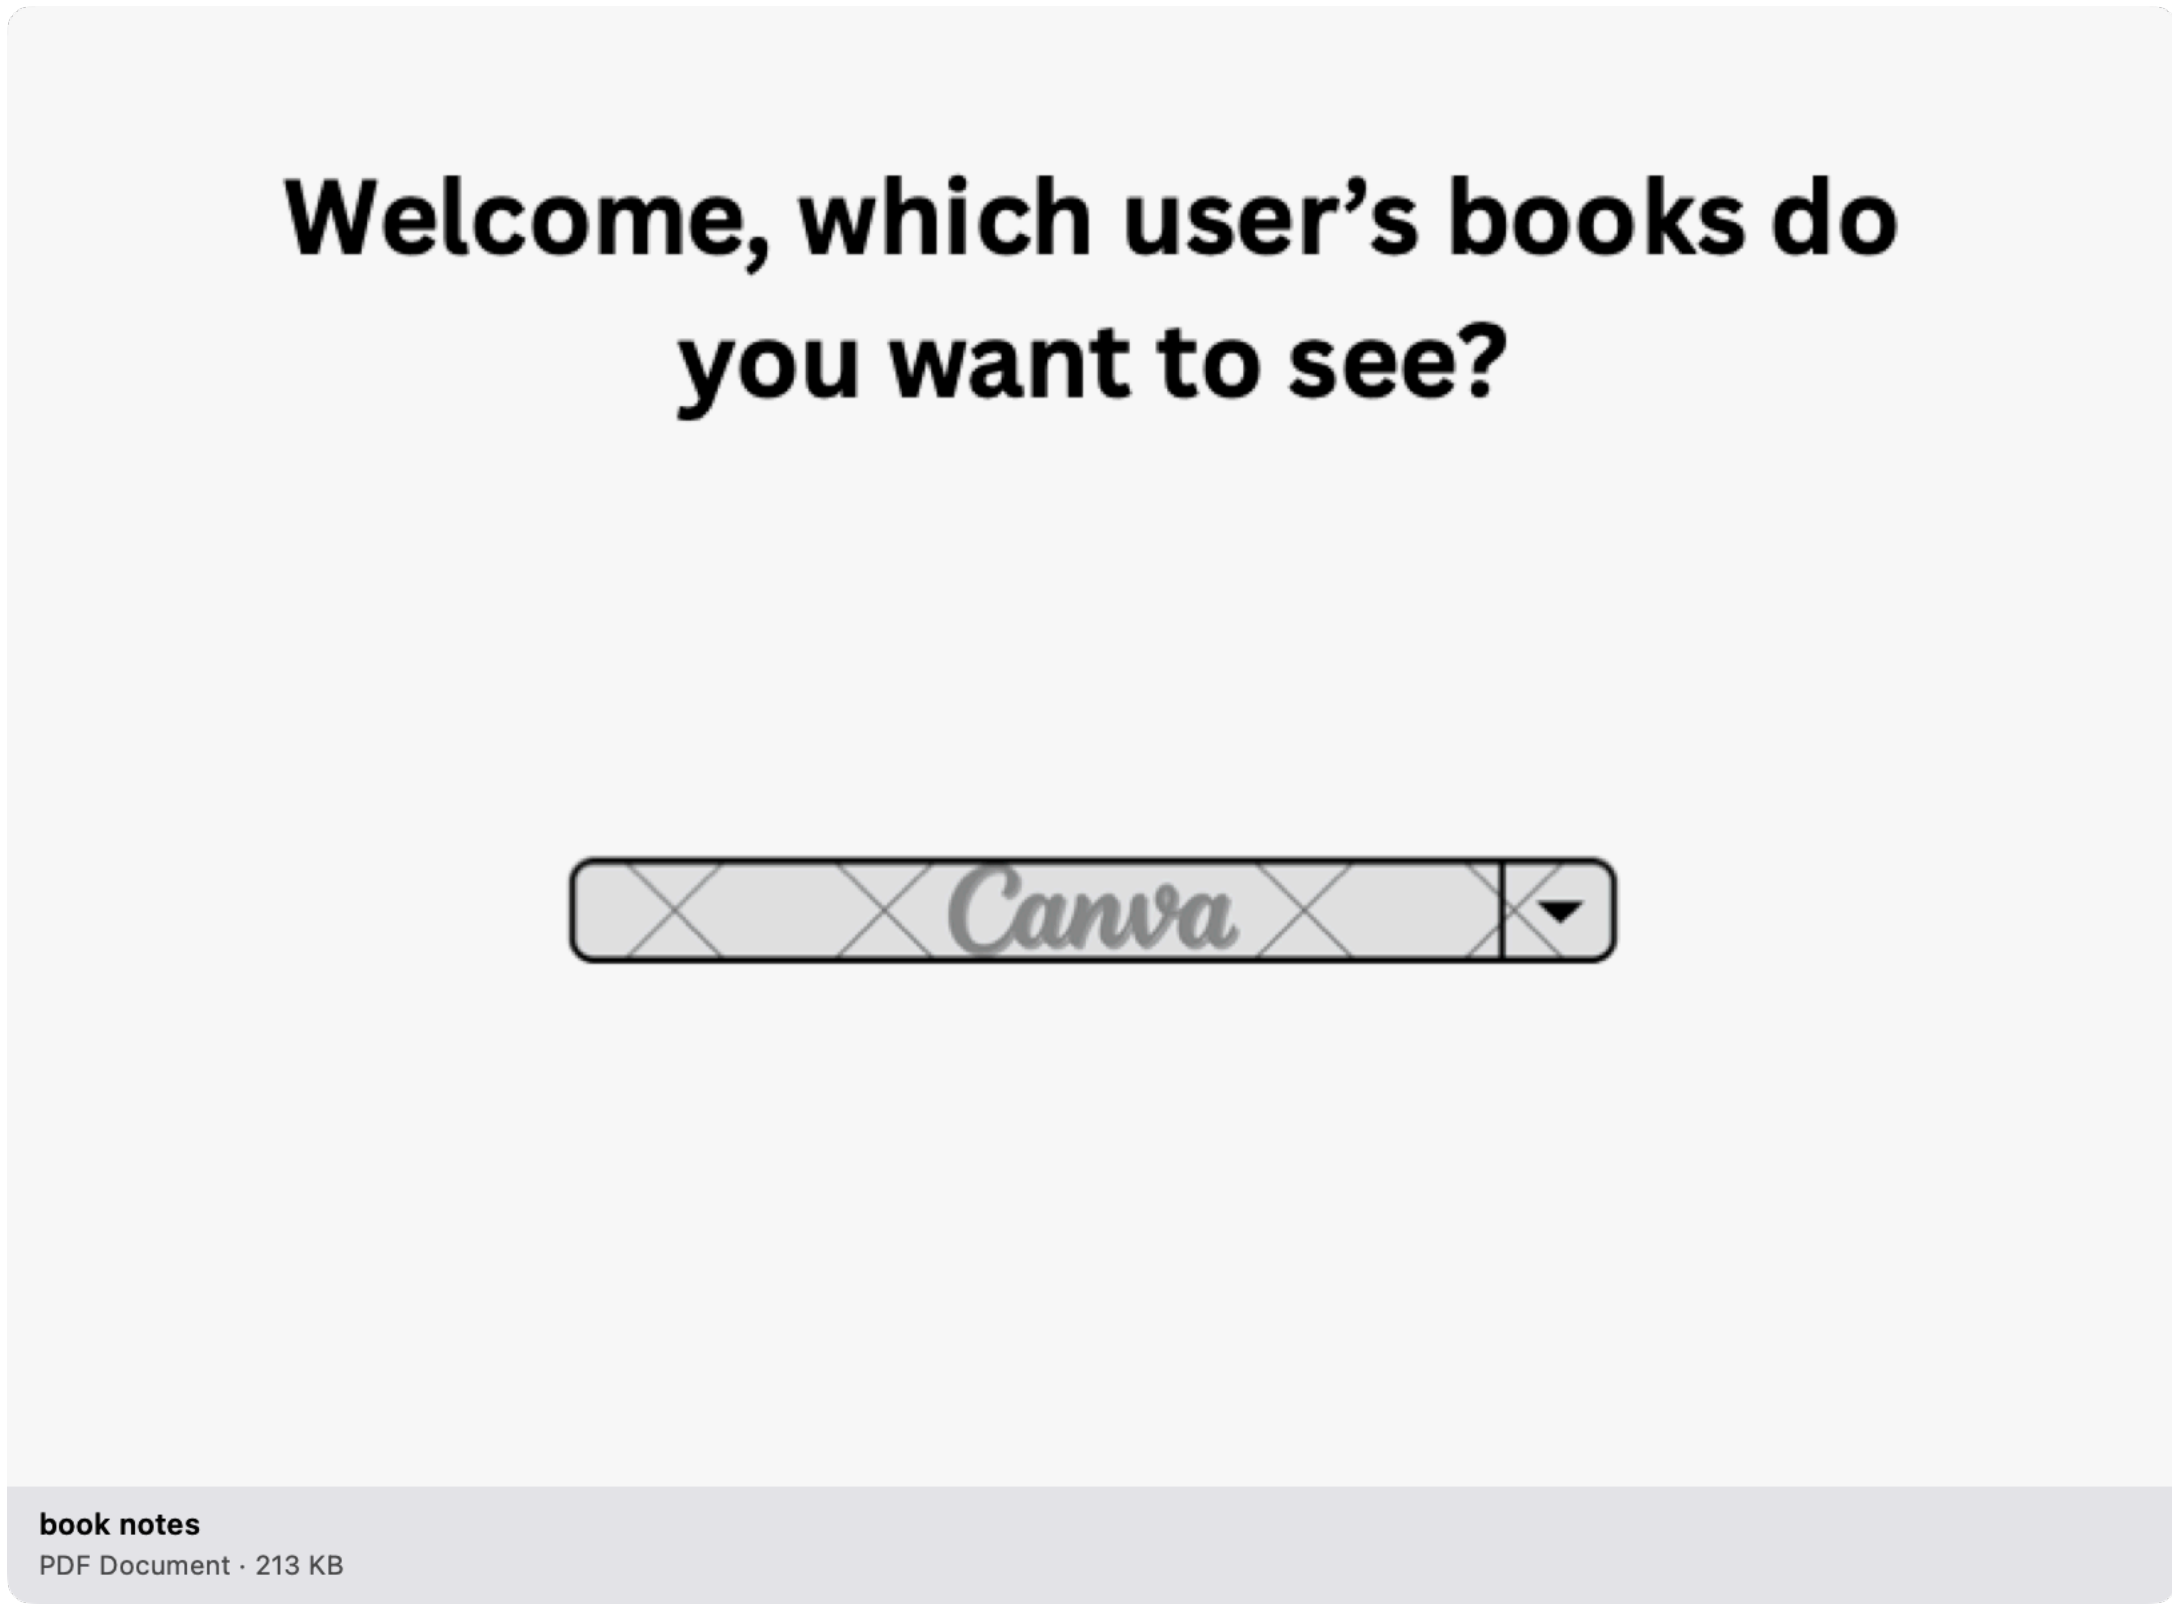 Welcome, which user’s books do
you want to see?
Canva
book notes
PDF Document · 213 KB